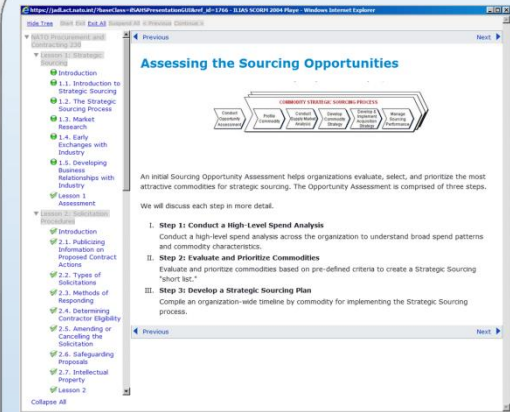 https://jadl.act.nato.int/?baseClass=ilSAHSPresentationGUI&ref_id=1766 - ILIAS SCORM 2004 Playe - Windows Internet Explorer
Hide Tree Start Exit Exit All Suspend All < Previous Continue >
NATO Procurement and
Contracting 230
Lesson 1: Strategic
Sourcing
Introduction
1.1. Introduction to
Strategic Sourcing
1.2. The Strategic
Sourcing Process
1.3. Market
Research
1.4. Early
Exchanges with
Industry
1.5. Developing
Business
Relationships with
Industry
Lesson 1
Assessment
Lesson 2: Solicitation
Procedures
Introduction
2.1. Publicizing
Information on
Proposed Contract
Actions
2.2. Types of
Solicitations
2.3. Methods of
Responding
2.4. Determining
Contractor Eligibility
2.5. Amending or
Cancelling the
Solicitation
2.6. Safeguarding
Proposals
2.7. Intellectual
Property
Lesson 2
Collapse All
Previous Next
Assessing the Sourcing Opportunities
COMMODITY STRATEGIC SOURCING PROCESS
Conduct
Opportunity
Assessment
Profile
Commodity
Conduct
Supply Market
Analysis
Develop
Commodity
Strategy
Develop &
Implement
Acquisition
Strategy
Manage
Sourcing
Performance
An initial Sourcing Opportunity Assessment helps organizations evaluate, select, and prioritize the most
attractive commodities for strategic sourcing. The Opportunity Assessment is comprised of three steps.
We will discuss each step in more detail.
I. Step 1: Conduct a High-Level Spend Analysis
Conduct a high-level spend analysis across the organization to understand broad spend patterns
and commodity characteristics.
II. Step 2: Evaluate and Prioritize Commodities
Evaluate and prioritize commodities based on pre-defined criteria to create a Strategic Sourcing
"short list."
III. Step 3: Develop a Strategic Sourcing Plan
Compile an organization-wide timeline by commodity for implementing the Strategic Sourcing
process.
Previous Next